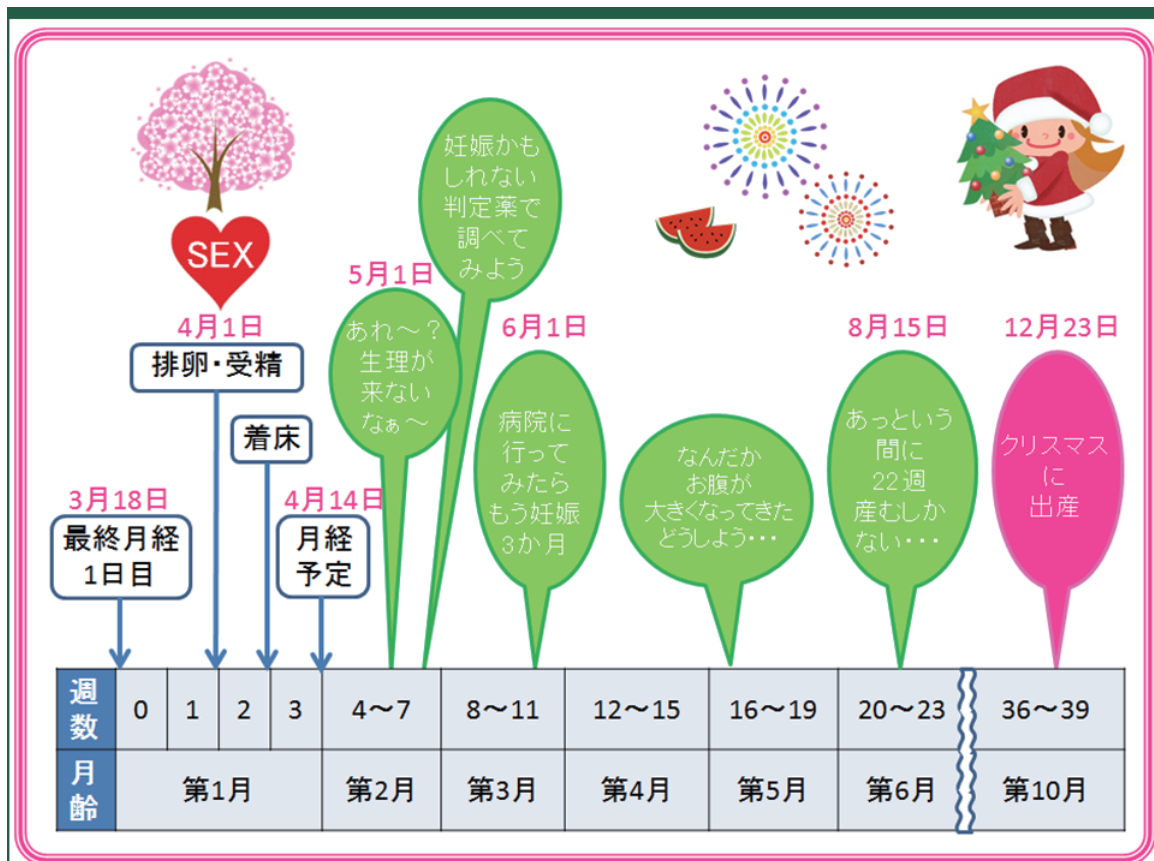 SEX
4月1日
排卵・受精
着床
3月18日
最終月経
1日目
4月14日
月経
予定
5月1日
あれ～？
生理が
来ない
なぁ～
妊娠かも
しれない
判定薬で
調べて
みよう
6月1日
病院に
行って
みたら
もう妊娠
3か月
なんだか
お腹が
大きくなってきた
どうしよう・・・
8月15日
あっという
間に
22週
産むしか
ない・・・
12月23日
クリスマス
に
出産
週数 0 1 2 3 4～7 8～11 12～15 16～19 20～23 36～39
月齢 第1月 第2月 第3月 第4月 第5月 第6月 第10月